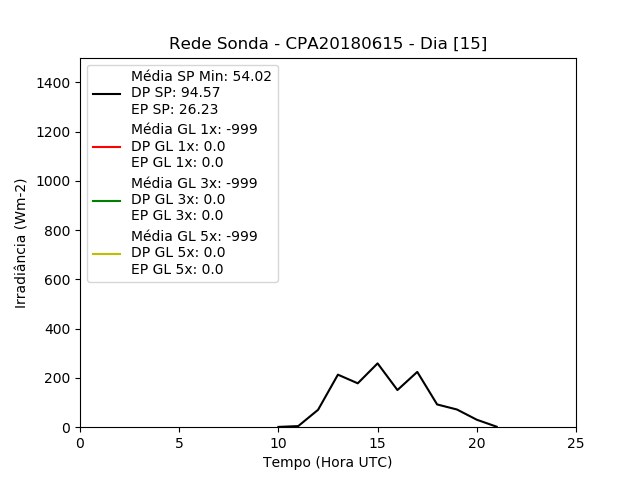 Rede Sonda - CPA20180615 - Dia [15]
Média SP Min: 54.02
DP SP: 94.57
EP SP: 26.23
Média GL 1x: -999
DP GL 1x: 0.0
EP GL 1x: 0.0
Média GL 3x: -999
DP GL 3x: 0.0
EP GL 3x: 0.0
Média GL 5x: -999
DP GL 5x: 0.0
EP GL 5x: 0.0
Irradiância (Wm-2)
1400
1200
1000
800
600
400
200
0
0 5 10 15 20 25
Tempo (Hora UTC)